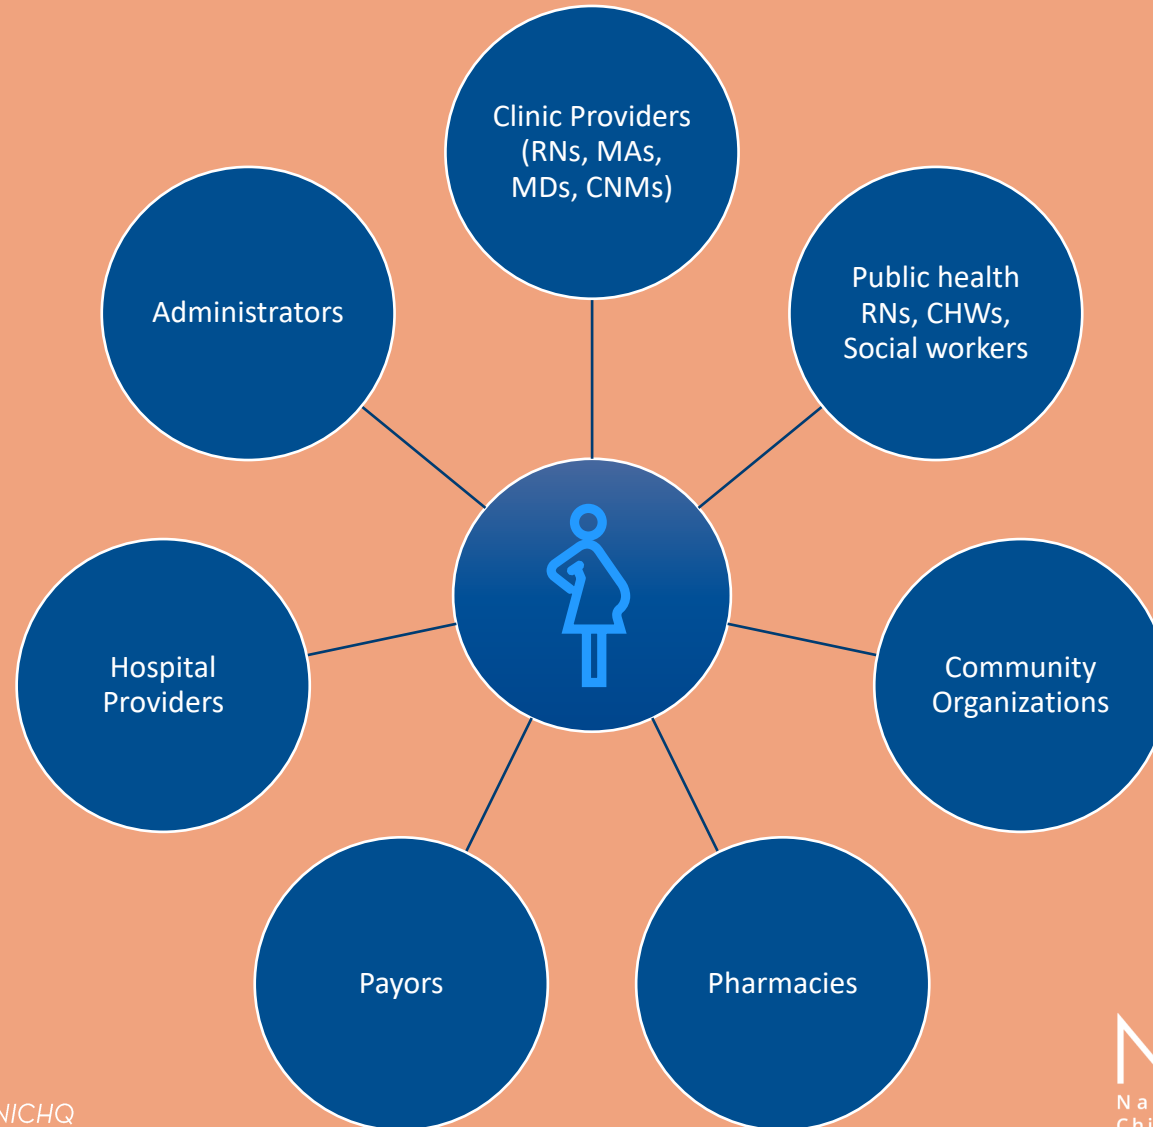 Clinic Providers
(RNs, MAs,
MDs, CNMs)
Public health
RNs, CHWs,
Social workers
Administrators
Hospital
Providers
Community
Organizations
Payors
Pharmacies
NICHQ